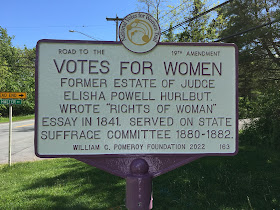 ROAD TO THE 19TH AMENDMENT
VOTES FOR WOMEN
FORMER ESTATE OF JUDGE
ELISHA POWELL HURLBUT.
WROTE "RIGHTS OF WOMAN"
ESSAY IN 1841. SERVED ON STATE
SUFFRAGE COMMITTEE 1880-1882.
WILLIAM G. POMEROY FOUNDATION 2022 163